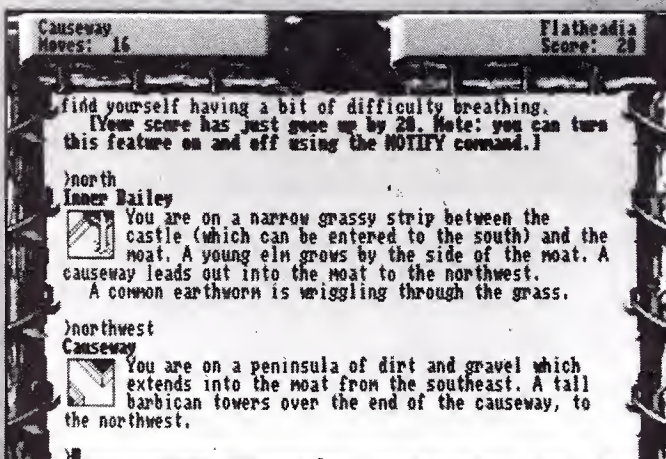 Causeway
Flatheadia
Moves: 16
Score: 20
find yourself having a bit of difficulty breathing.
[Your score has just gone up by 20. Note: you can turn
this feature on and off using the NOTIFY command.]
>north
Inner Bailey
You are on a narrow grassy strip between the
castle (which can be entered to the south) and the
moat. A young elm grows by the side of the moat. A
causeway leads out into the moat to the northwest.
A common earthworm is wriggling through the grass.
>northwest
Causeway
You are on a peninsula of dirt and gravel which
extends into the moat from the southeast. A tall
barbican towers over the end of the causeway, to
the northwest.
>